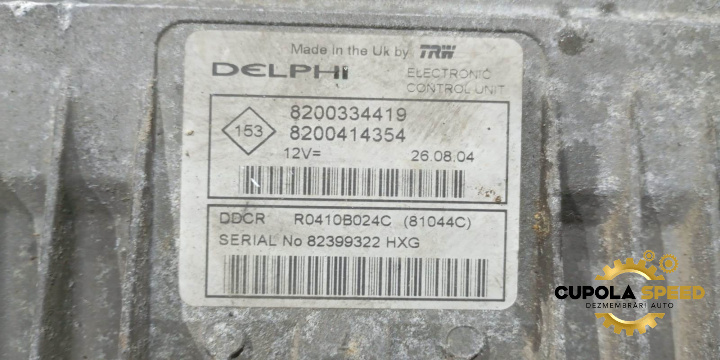 Made in the Uk by TRW
DELPHI ELECTRONIC
CONTROL UNIT
8200334419
153 8200414354
12V= 26.08.04
DDCR R0410B024C (81044C)
SERIAL No 82399322 HXG
CUPOLA SPEED
DEZMEMBRĂRI AUTO